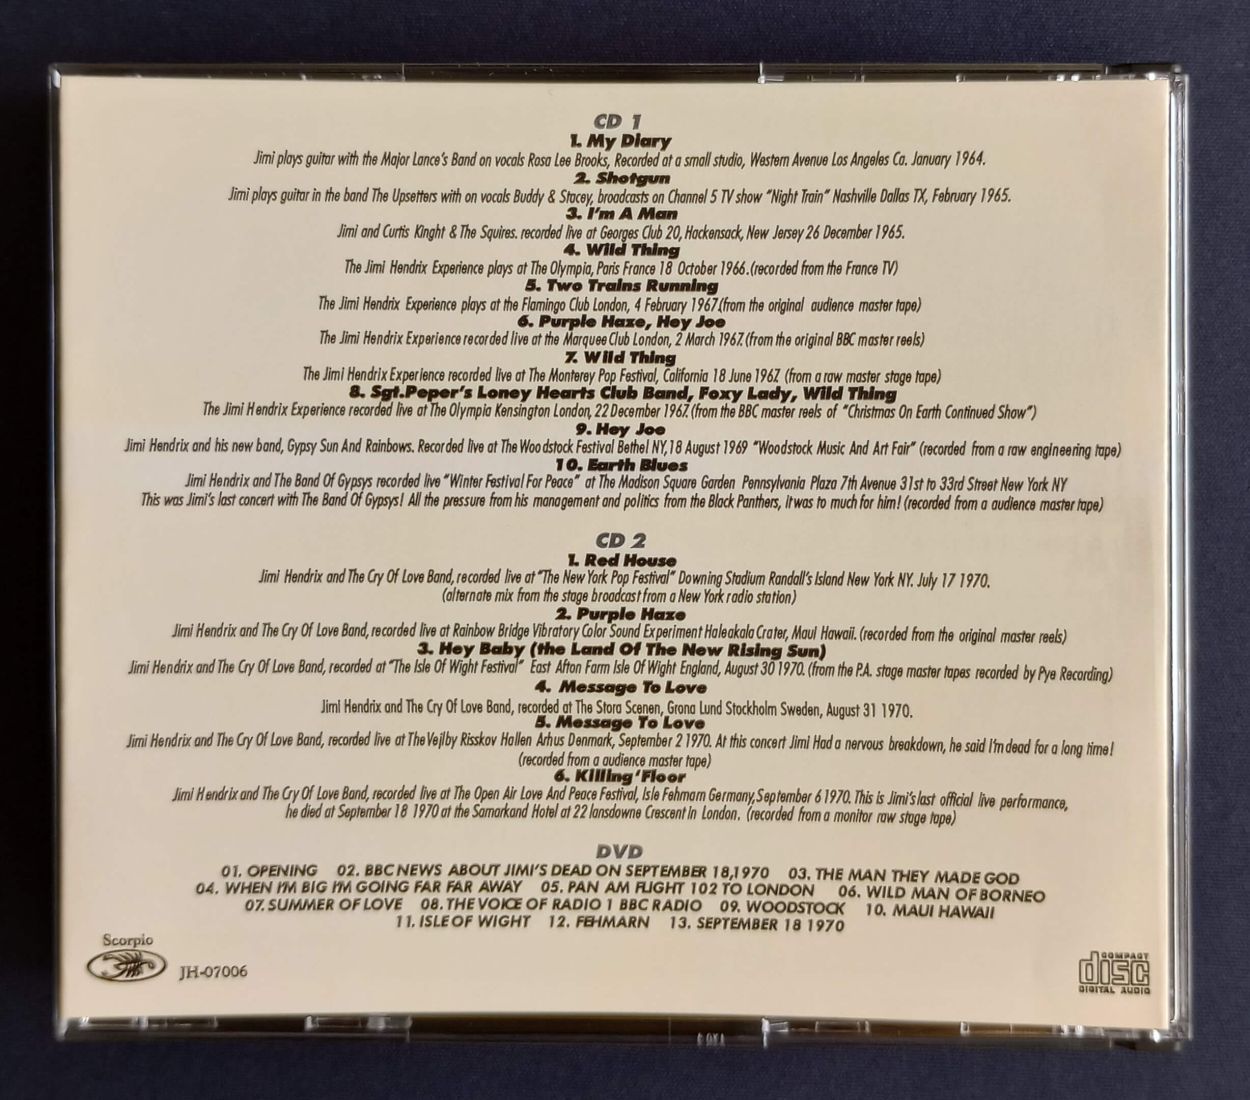 CD 1
1. My Diary
Jimi plays guitar with the Major Lance's Band on vocals Rosa Lee Brooks, Recorded at a small studio, Western Avenue Los Angeles Ca. January 1964.
2. Shotgun
Jimi plays guitar in the band The Upsetters with on vocals Buddy & Stacey, broadcasts on Channel 5 TV show "Night Train" Nashville Dallas TX, February 1965.
3. I'm A Man
Jimi and Curtis KInght & The Squires. recorded live at Georges Club 20, Hackensack, New Jersey 26 December 1965.
4. Wild Thing
The Jimi Hendrix Experience plays at The Olympia, Paris France 18 October 1966.(recorded from the France TV)
5. Two Trains Running
The Jimi Hendrix Experience plays at the Flamingo Club London, 4 February 1967.(from the original audience master tape)
6. Purple Haze, Hey Joe
The Jimi Hendrix Experience recorded live at the Marquee Club London, 2 March 1967.(from the original BBC master reels)
7. Wild Thing
The Jimi Hendrix Experience recorded live at The Monterey Pop Festival, California 18 June 1967. (from a raw master stage tape)
8. Sgt.Peper's Loney Hearts Club Band, Foxy Lady, Wild Thing
The Jimi Hendrix Experience recorded live at The Olympia Kensington London, 22 December 1967.(from the BBC master reels of "Christmas On Earth Continued Show")
9. Hey Joe
Jimi Hendrix and his new band, Gypsy Sun And Rainbows. Recorded live at The Woodstock Festival Bethel NY,18 August 1969 "Woodstock Music And Art Fair" (recorded from a raw engineering tape)
10. Earth Blues
Jimi Hendrix and The Band Of Gypsys recorded live "Winter Festival For Peace" at The Madison Square Garden Pennsylvania Plaza 7th Avenue 31st to 33rd Street New York NY
This was Jimi's last concert with The Band Of Gypsys! All the pressure from his management and politics from the Black Panthers, it was to much for him! (recorded from a audience master tape)
CD 2
1. Red House
Jimi Hendrix and The Cry Of Love Band, recorded live at "The New York Pop Festival" Downing Stadium Randall's Island New York NY. July 17 1970.
(alternate mix from the stage broadcast from a New York radio station)
2. Purple Haze
Jimi Hendrix and The Cry Of Love Band, recorded live at Rainbow Bridge Vibratory Color Sound Experiment Haleakala Crater, Maui Hawaii. (recorded from the original master reels)
3. Hey Baby (the Land Of The New Rising Sun)
Jimi Hendrix and The Cry Of Love Band, recorded at "The Isle Of Wight Festival" East Afton Farm Isle Of Wight England, August 30 1970. (from the P.A. stage master tapes recorded by Pye Recording)
4. Message To Love
JimI Hendrix and The Cry Of Love Band, recorded at The Stora Scenen, Grona Lund Stockholm Sweden, August 31 1970.
5. Message To Love
Jimi Hendrix and The Cry Of Love Band, recorded live at The Vejlby Risskov Hallen Arhus Denmark, September 2 1970. At this concert Jimi Had a nervous breakdown, he said I'm dead for a long time!
(recorded from a audience master tape)
6. Killing'Floor
Jimi Hendrix and The Cry Of Love Band, recorded live at The Open Air Love And Peace Festival, Isle Fehmarn Germany,September 6 1970. This is Jimi's last official live performance,
he died at September 18 1970 at the Samarkand Hotel at 22 lansdowne Crescent In London. (recorded from a monitor raw stage tape)
DVD
01. OPENING 02. BBC NEWS ABOUT JIMI'S DEAD ON SEPTEMBER 18,1970 03. THE MAN THEY MADE GOD
04. WHEN I'M BIG I'M GOING FAR FAR AWAY 05. PAN AM FLIGHT 102 TO LONDON 06. WILD MAN OF BORNEO
07. SUMMER OF LOVE 08. THE VOICE OF RADIO 1 BBC RADIO 09. WOODSTOCK 10. MAUI HAWAII
11. ISLE OF WIGHT 12. FEHMARN 13. SEPTEMBER 18 1970
Scorpio
JH-07006
COMPACT
disc
DIGITAL AUDIO